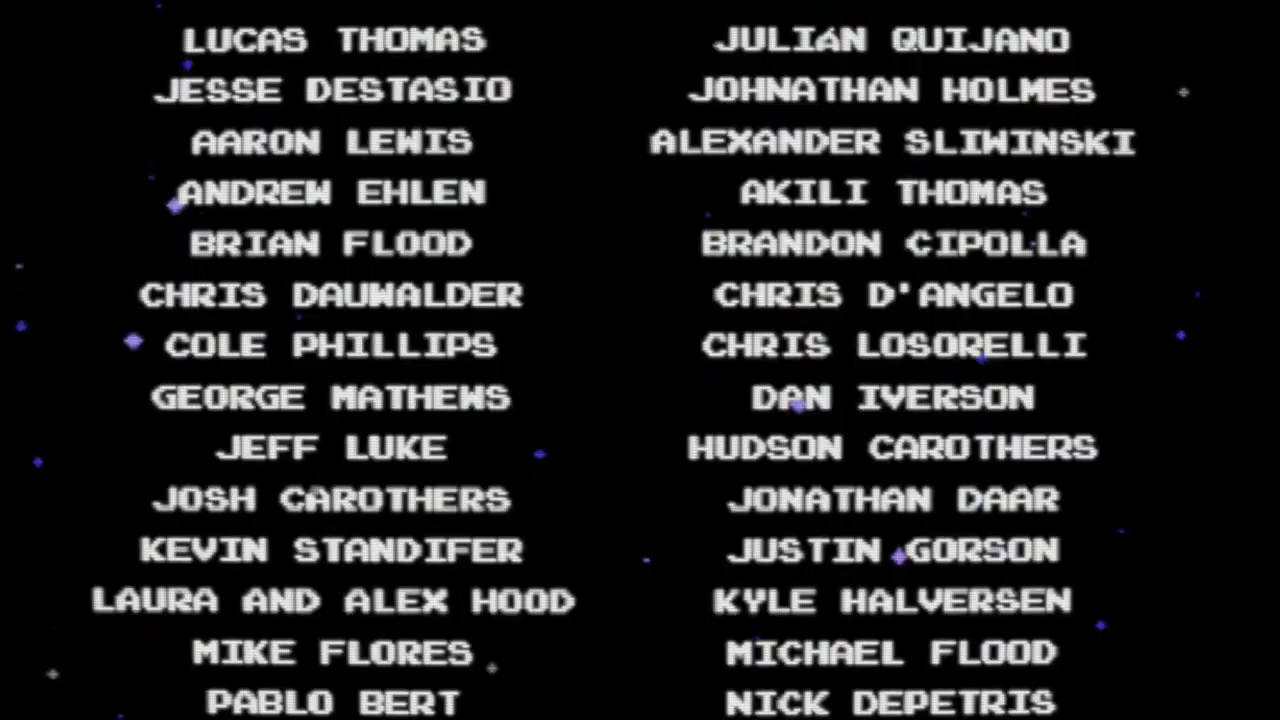 LUCAS THOMAS
JULIáN QUIJANO
JESSE DESTASIO
JOHNATHAN HOLMES
AARON LEWIS
ALEXANDER SLIWINSKI
ANDREW EHLEN
AKILI THOMAS
BRIAN FLOOD
BRANDON CIPOLLA
CHRIS DAUWALDER
CHRIS D'ANGELO
COLE PHILLIPS
CHRIS LOSORELLI
GEORGE MATHEWS
DAN IVERSON
JEFF LUKE
HUDSON CAROTHERS
JOSH CAROTHERS
JONATHAN DAAR
KEVIN STANDIFER
JUSTIN GORSON
LAURA AND ALEX HOOD
KYLE HALVERSEN
MIKE FLORES
MICHAEL FLOOD
PABLO BERT
NICK DEPETRIS